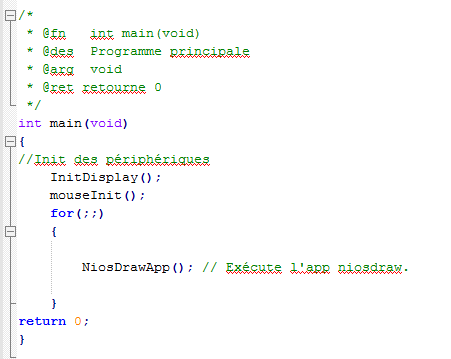 /*
 * @fn   int main(void)
 * @des  Programme principale
 * @arg  void
 * @ret retourne 0
 */
int main(void)
{
//Init des périphériques
    InitDisplay();
    mouseInit();
    for(;;)
    {
        NiosDrawApp(); // Exécute l'app niosdraw.
    }
return 0;
}